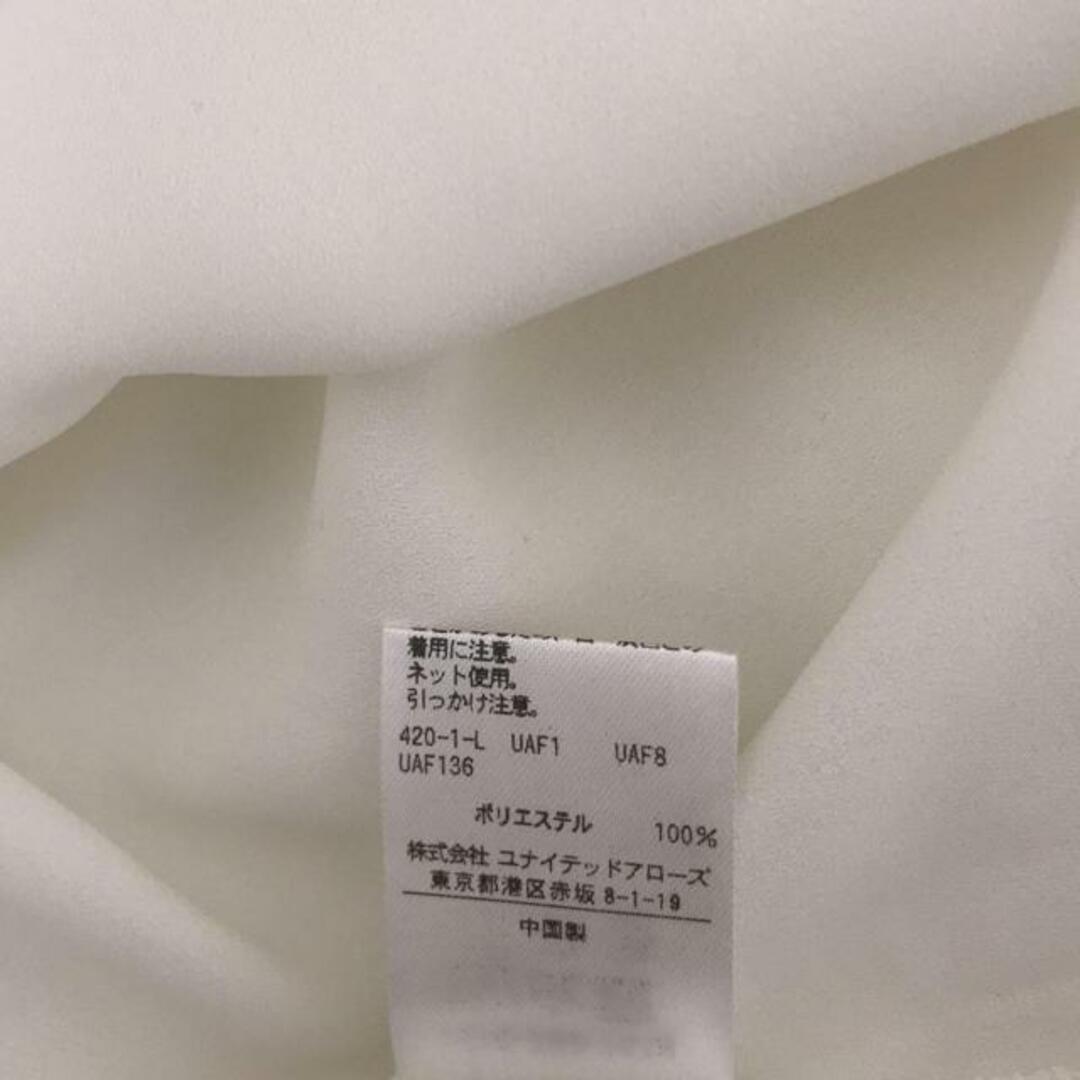 着用に注意。
ネット使用。
引っかけ注意。
420-1-L UAF1 UAF8
UAF136
ポリエステル 100%
株式会社 ユナイテッドアローズ
東京都港区赤坂 8-1-19
中国製